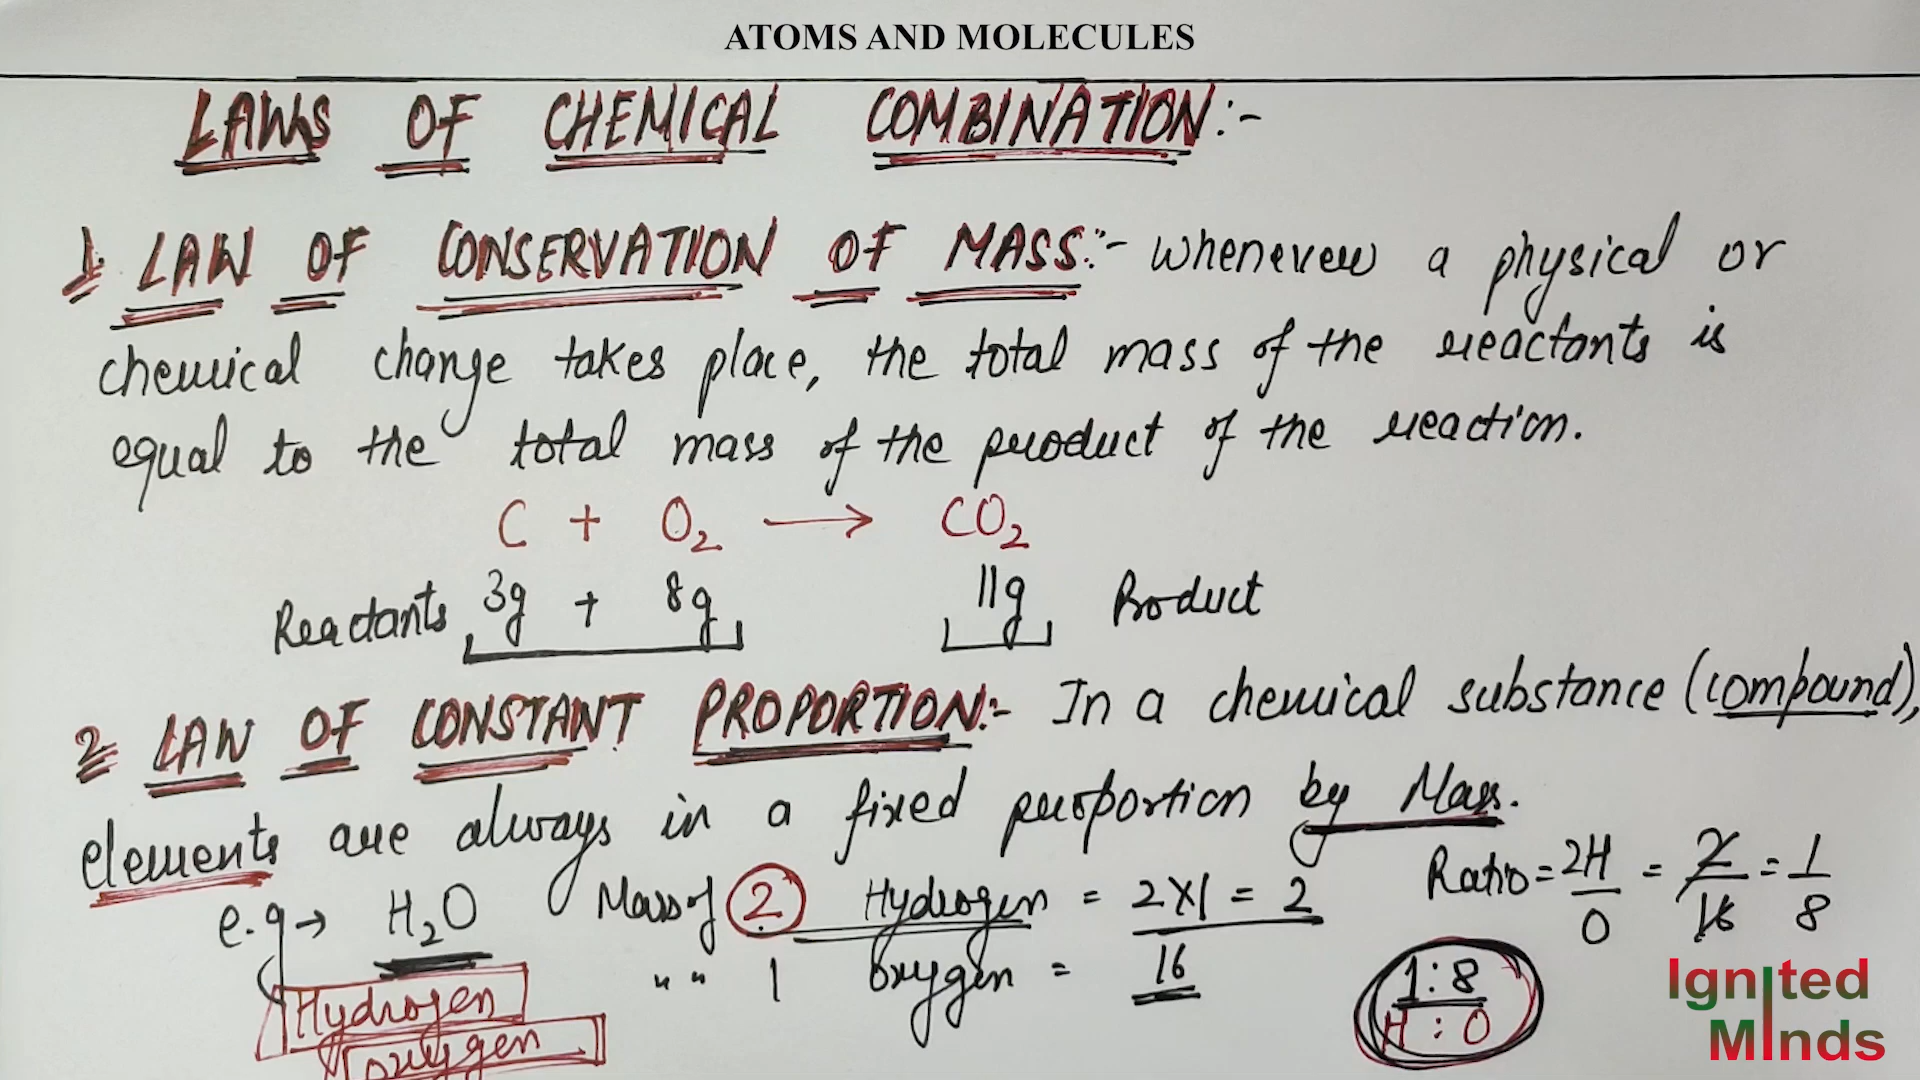 ATOMS AND MOLECULES
LAWS OF CHEMICAL COMBINATION:-
1. LAW OF CONSERVATION OF MASS:- Whenever a physical or
chemical change takes place, the total mass of the reactants is
equal to the total mass of the product of the reaction.
C + O₂ → CO₂
Reactants 3g + 8g 11g Product
2. LAW OF CONSTANT PROPORTION:- In a chemical substance (compound),
elements are always in a fixed proportion by Mass.
e.g → H₂O Mass of 2 Hydrogen = 2X1 = 2 Ratio = 2H/O = 2/16 = 1/8
" " 1 oxygen = 16
Hydrogen
oxygen
1:8
H:O
Ignited
Minds